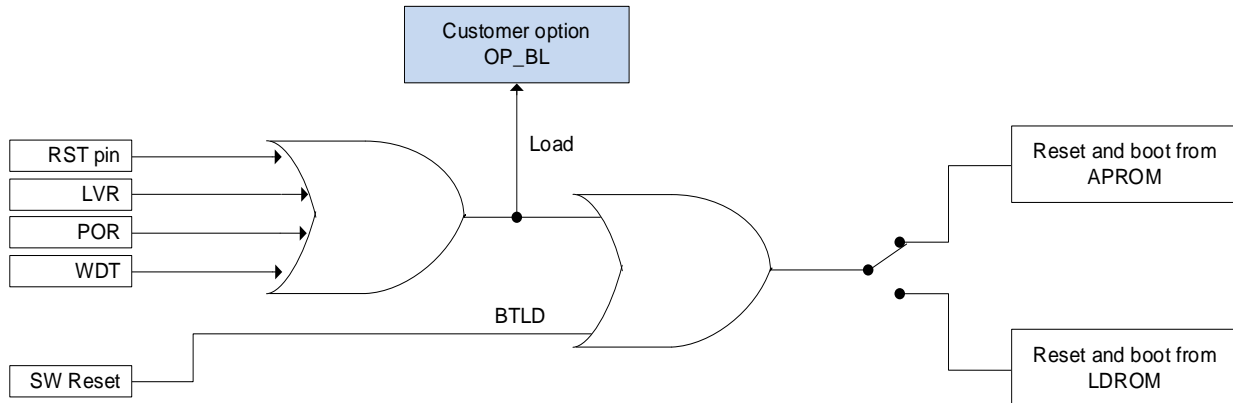 Customer option
OP_BL
Load
RST pin
LVR
POR
WDT
BTLD
SW Reset
Reset and boot from
APROM
Reset and boot from
LDROM